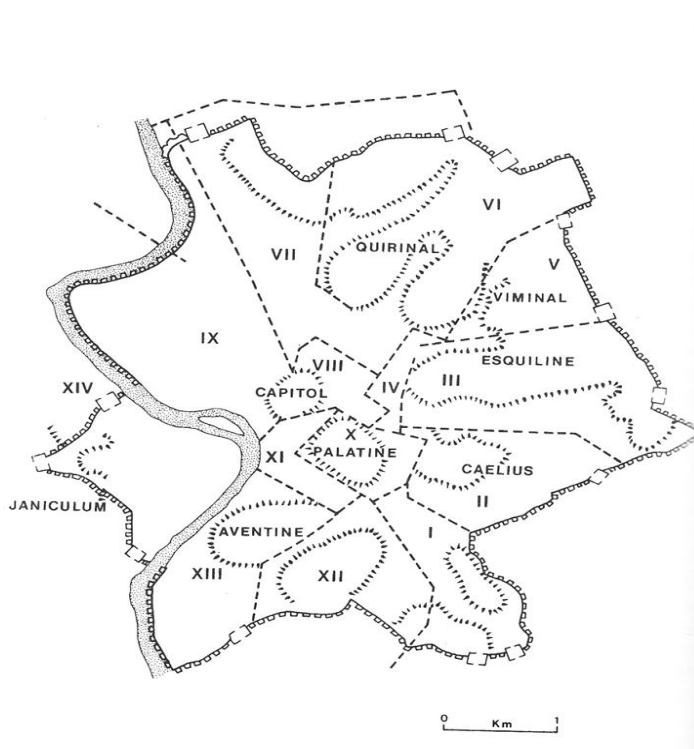 VI
VII
QUIRINAL
V
VIMINAL
IX
VIII
ESQUILINE
XIV
CAPITOL
IV
III
X
XI
PALATINE
CAELIUS
JANICULUM
II
AVENTINE
I
XIII
XII
0 1
Km